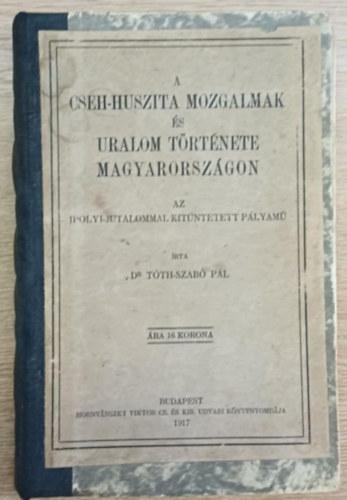 A
CSEH-HUSZITA MOZGALMAK
ÉS
URALOM TÖRTÉNETE
MAGYARORSZÁGON
AZ
IPOLYI-JUTALOMMAL KITÜNTETETT PÁLYAMŰ
IRTA
DR TÓTH-SZABÓ PÁL
ÁRA 16 KORONA
BUDAPEST
HORNYÁNSZKY VIKTOR CS. ÉS KIR. UDVARI KÖNYVNYOMDÁJA
1917